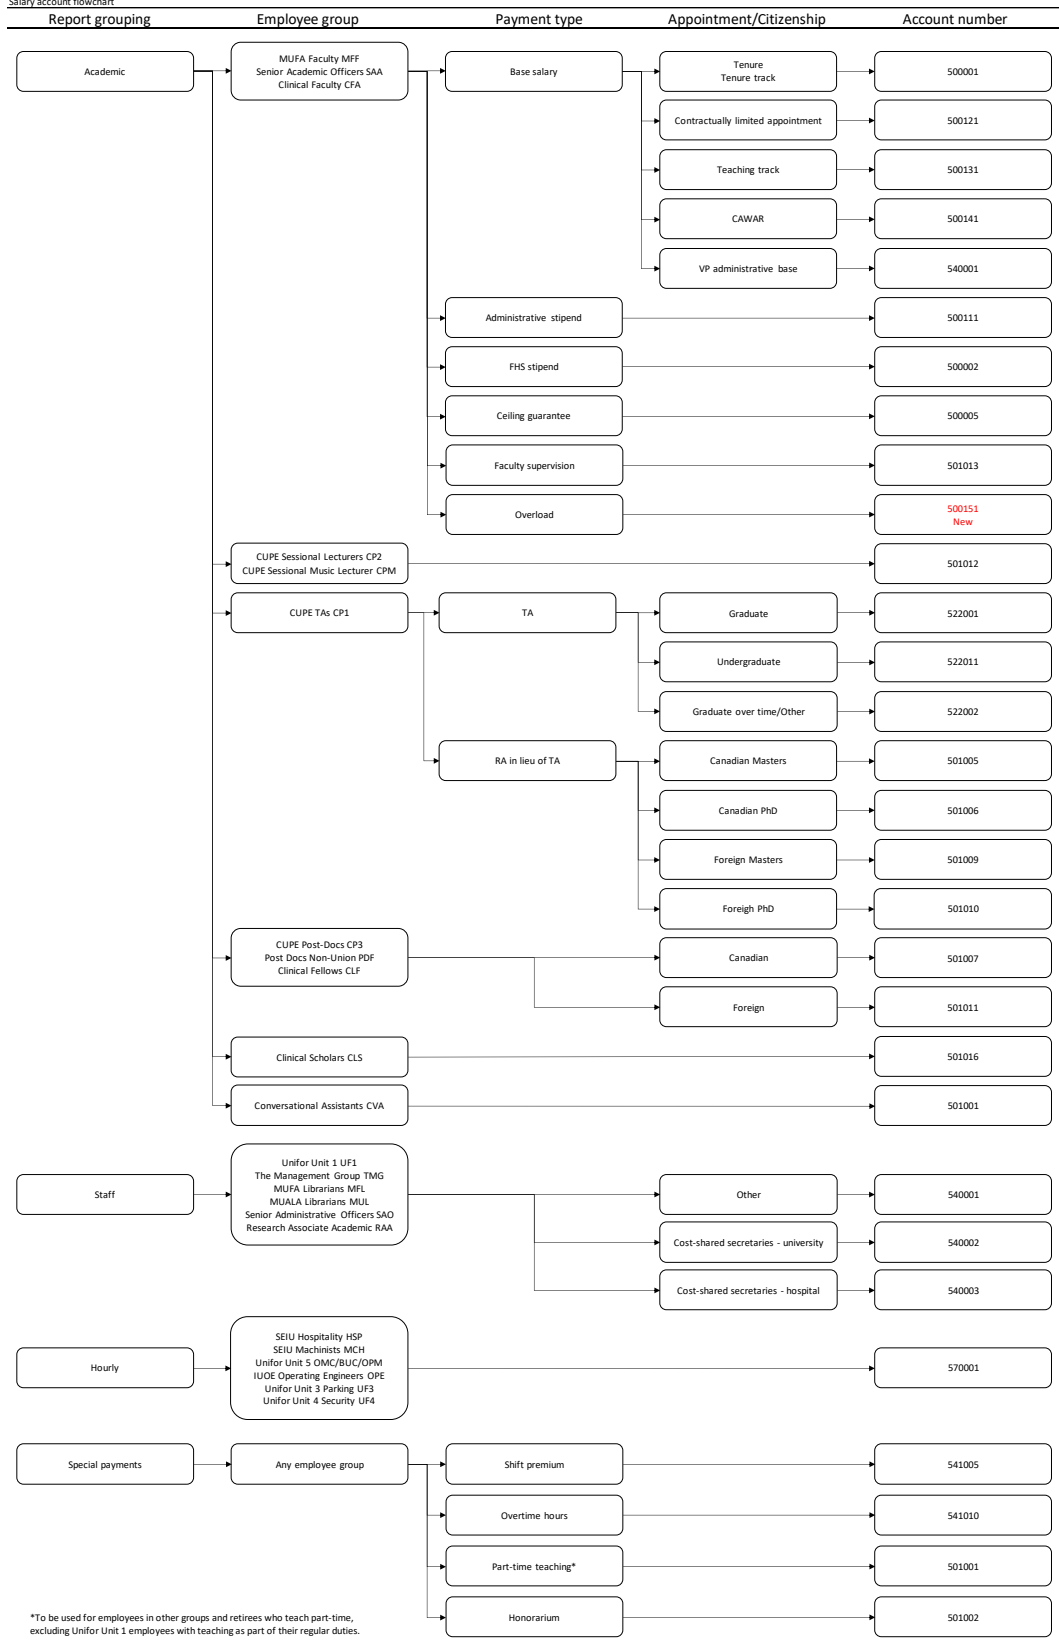 Salary account flowchart
Report grouping
Employee group
Payment type
Appointment/Citizenship
Account number
Academic
MUFA Faculty MFF
Senior Academic Officers SAA
Clinical Faculty CFA
Base salary
Tenure
Tenure track
500001
Contractually limited appointment
500121
Teaching track
500131
CAWAR
500141
VP administrative base
540001
Administrative stipend
500111
FHS stipend
500002
Ceiling guarantee
500005
Faculty supervision
501013
Overload
500151
New
CUPE Sessional Lecturers CP2
CUPE Sessional Music Lecturer CPM
501012
CUPE TAs CP1
TA
Graduate
522001
Undergraduate
522011
Graduate over time/Other
522002
RA in lieu of TA
Canadian Masters
501005
Canadian PhD
501006
Foreign Masters
501009
Foreigh PhD
501010
CUPE Post-Docs CP3
Post Docs Non-Union PDF
Clinical Fellows CLF
Canadian
501007
Foreign
501011
Clinical Scholars CLS
501016
Conversational Assistants CVA
501001
Staff
Unifor Unit 1 UF1
The Management Group TMG
MUFA Librarians MFL
MUALA Librarians MUL
Senior Administrative Officers SAO
Research Associate Academic RAA
Other
540001
Cost-shared secretaries - university
540002
Cost-shared secretaries - hospital
540003
Hourly
SEIU Hospitality HSP
SEIU Machinists MCH
Unifor Unit 5 OMC/BUC/OPM
IUOE Operating Engineers OPE
Unifor Unit 3 Parking UF3
Unifor Unit 4 Security UF4
570001
Special payments
Any employee group
Shift premium
541005
Overtime hours
541010
Part-time teaching*
501001
Honorarium
501002
*To be used for employees in other groups and retirees who teach part-time,
excluding Unifor Unit 1 employees with teaching as part of their regular duties.